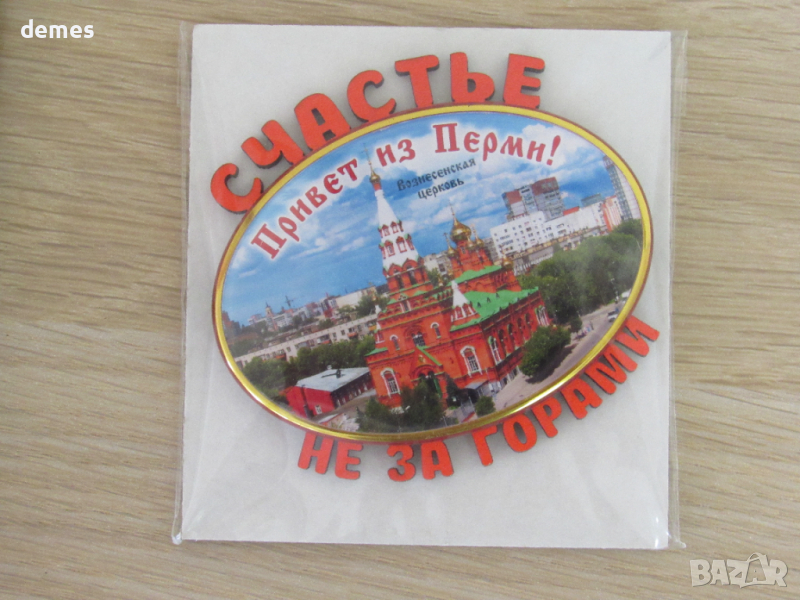 demes
СЧАСТЬЕ
Привет из Перми!
Вознесенская
церковь
НЕ ЗА ГОРАМИ
BAZAR